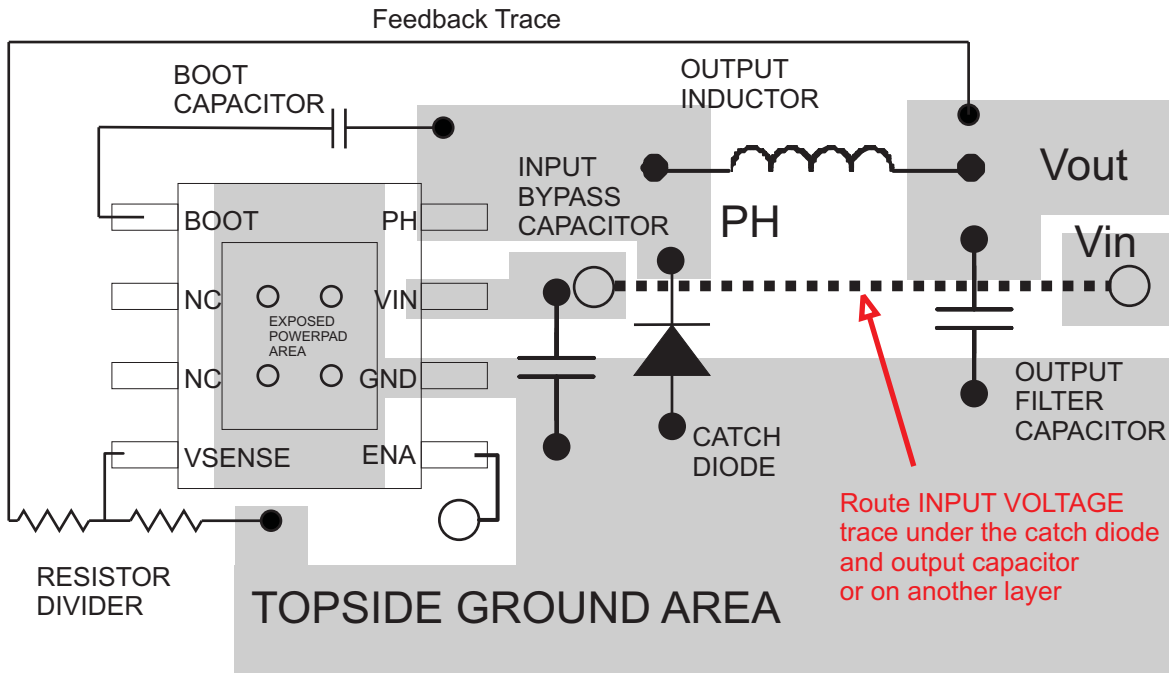 Feedback Trace
BOOT
CAPACITOR
OUTPUT
INDUCTOR
INPUT
BYPASS
CAPACITOR
Vout
PH
Vin
BOOT
PH
NC
VIN
EXPOSED
POWERPAD
AREA
NC
GND
VSENSE
ENA
CATCH
DIODE
OUTPUT
FILTER
CAPACITOR
Route INPUT VOLTAGE
trace under the catch diode
and output capacitor
or on another layer
RESISTOR
DIVIDER
TOPSIDE GROUND AREA